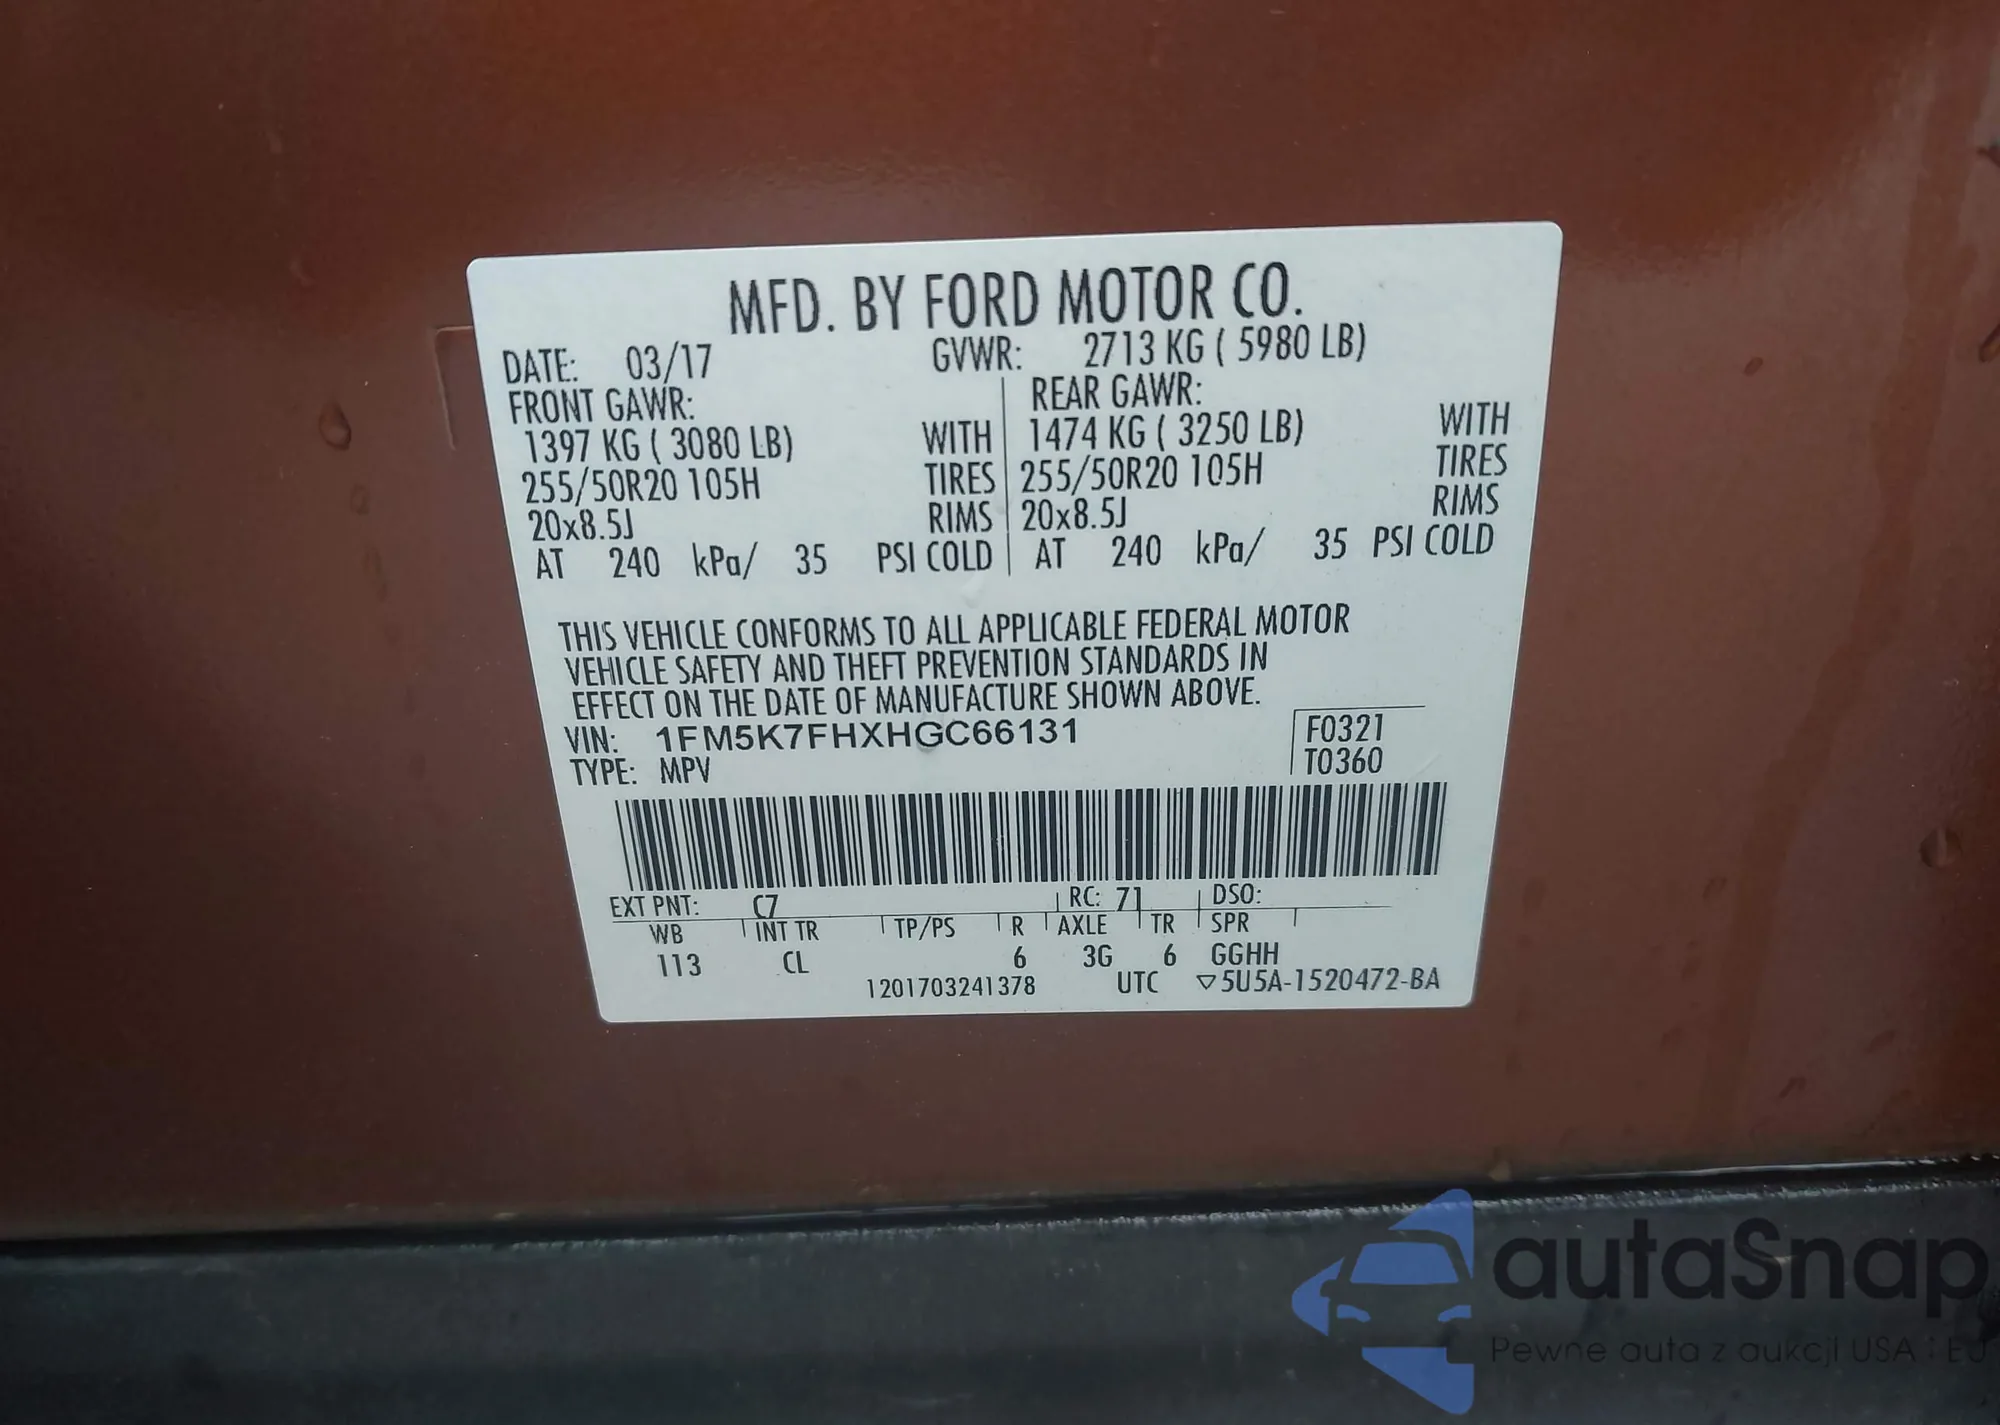 MFD. BY FORD MOTOR CO.
DATE: 03/17 GVWR: 2713 KG ( 5980 LB)
FRONT GAWR: REAR GAWR:
1397 KG ( 3080 LB) WITH 1474 KG ( 3250 LB) WITH
255/50R20 105H TIRES 255/50R20 105H TIRES
20x8.5J RIMS 20x8.5J RIMS
AT 240 kPa/ 35 PSI COLD AT 240 kPa/ 35 PSI COLD
THIS VEHICLE CONFORMS TO ALL APPLICABLE FEDERAL MOTOR
VEHICLE SAFETY AND THEFT PREVENTION STANDARDS IN
EFFECT ON THE DATE OF MANUFACTURE SHOWN ABOVE.
VIN: 1FM5K7FHXHGC66131 F0321
TYPE: MPV T0360
EXT PNT: C7 RC: 71 DSO:
WB INT TR TP/PS R AXLE TR SPR
113 CL 6 3G 6 GGHH
1201703241378 UTC ▽5U5A-1520472-BA
autaSnap
Pewne auta z aukcji USA i EU